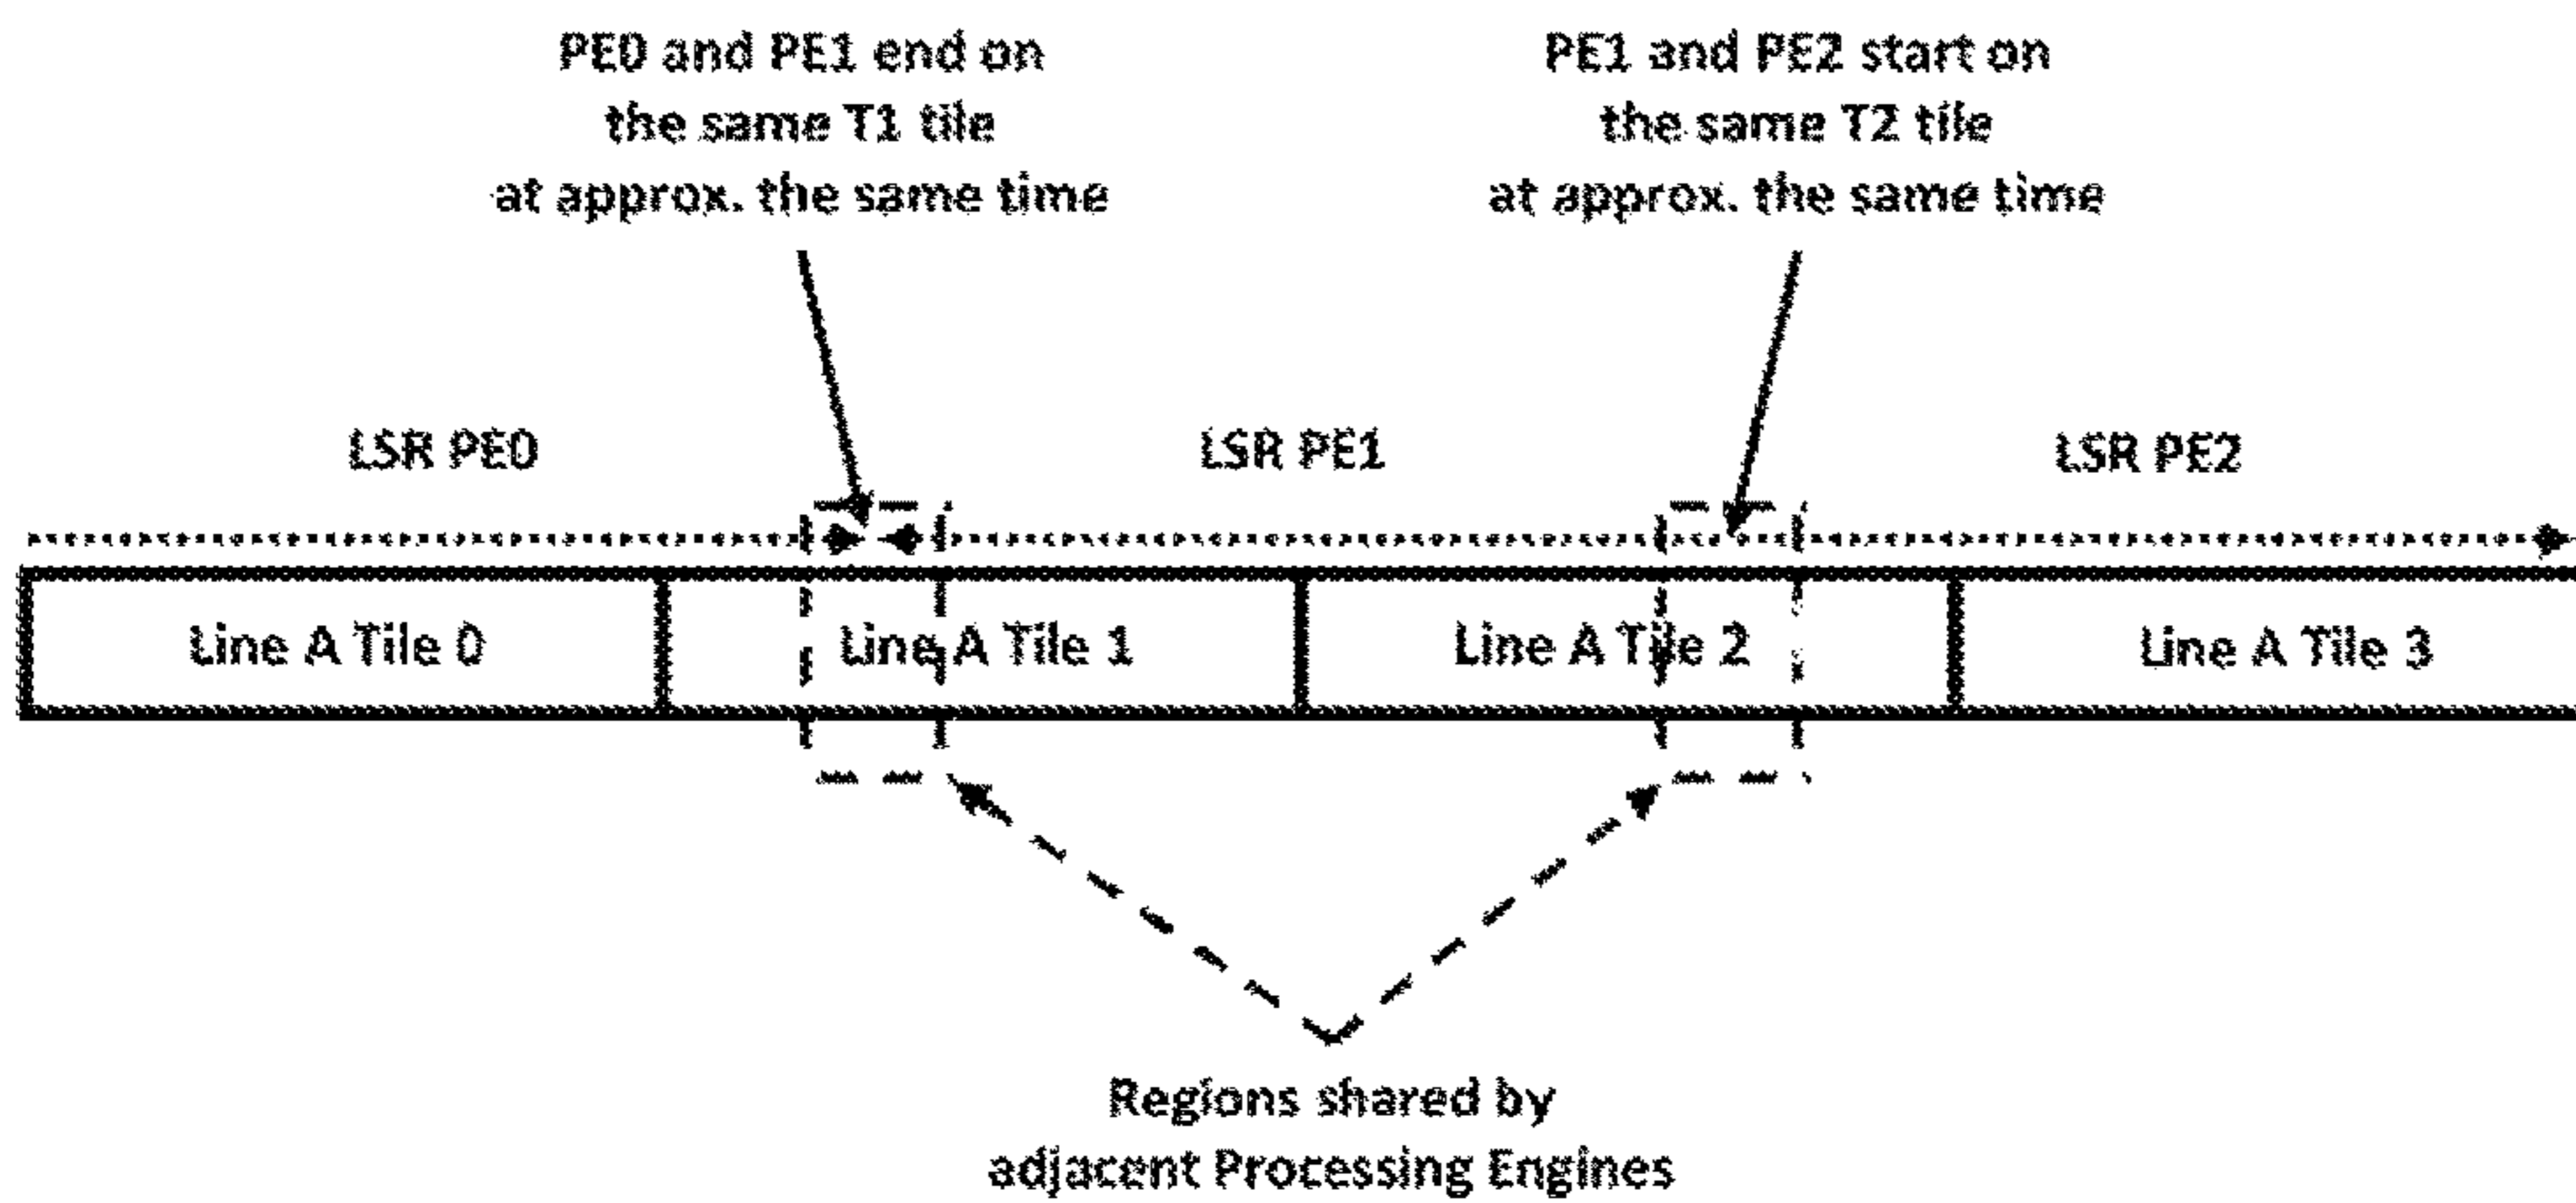 PE0 and PE1 end on
the same T1 tile
at approx. the same time
PE1 and PE2 start on
the same T2 tile
at approx. the same time
LSR PE0
LSR PE1
LSR PE2
Line A Tile 0
Line A Tile 1
Line A Tile 2
Line A Tile 3
Regions shared by
adjacent Processing Engines